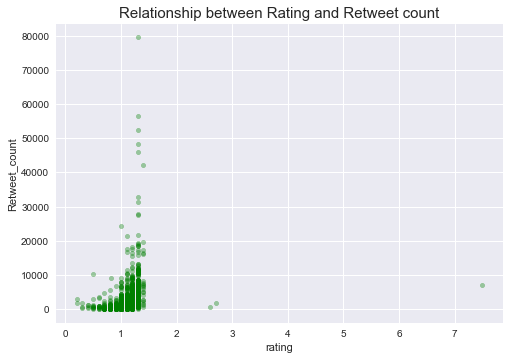 Relationship between Rating and Retweet count
80000
70000
60000
50000
40000
30000
20000
10000
0
Retweet_count
0 1 2 3 4 5 6 7
rating